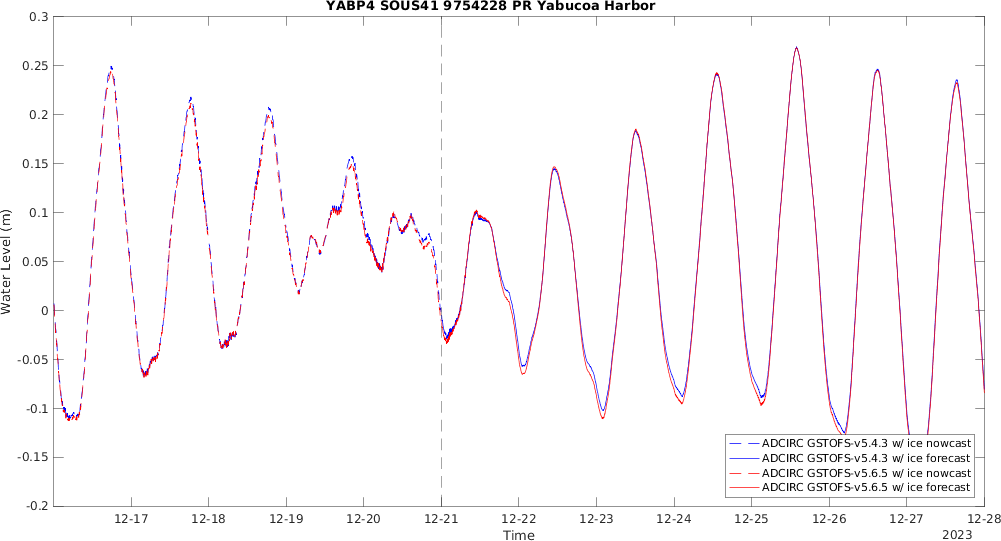 YABP4 SOUS41 9754228 PR Yabucoa Harbor
0.3
0.25
0.2
0.15
0.1
0.05
0
-0.05
-0.1
-0.15
-0.2
Water Level (m)
ADCIRC GSTOFS-v5.4.3 w/ ice nowcast
ADCIRC GSTOFS-v5.4.3 w/ ice forecast
ADCIRC GSTOFS-v5.6.5 w/ ice nowcast
ADCIRC GSTOFS-v5.6.5 w/ ice forecast
12-17 12-18 12-19 12-20 12-21 12-22 12-23 12-24 12-25 12-26 12-27 12-28
Time
2023